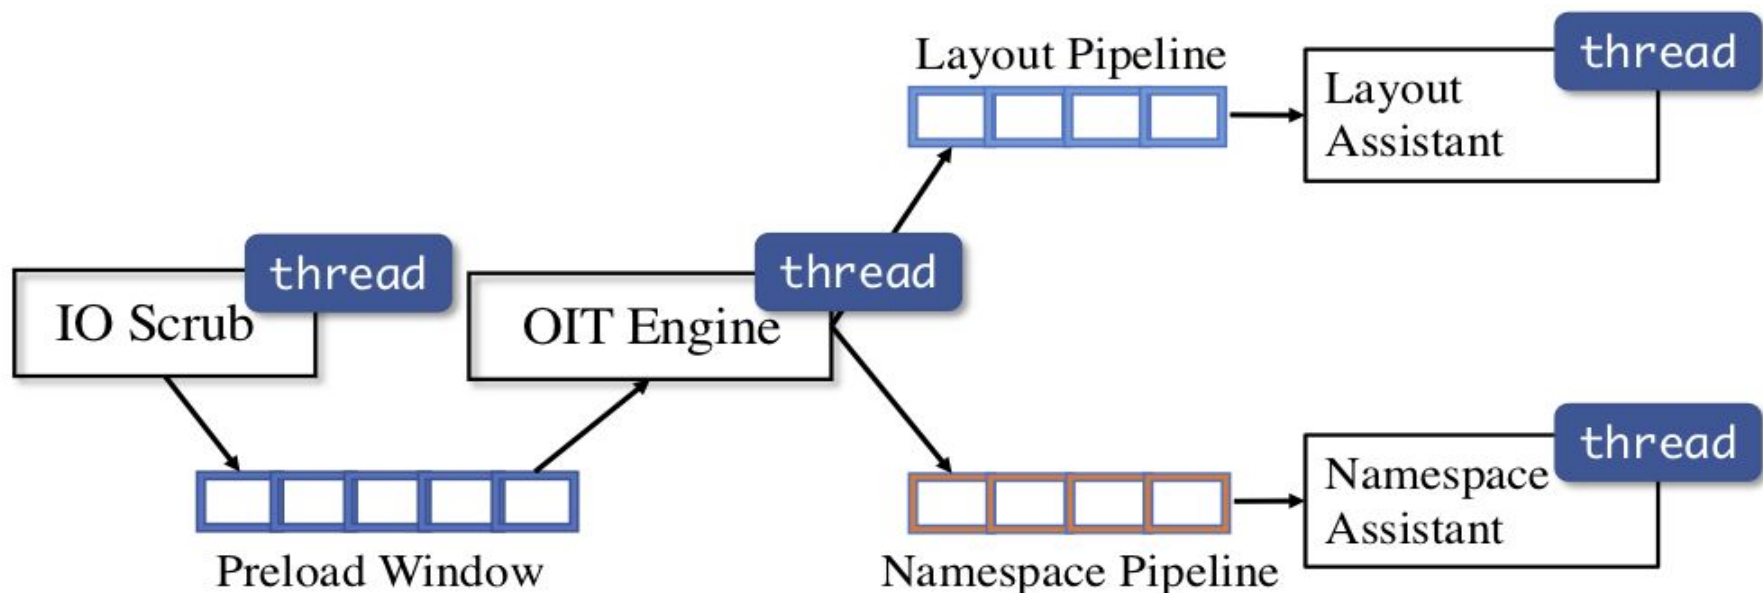 Layout Pipeline
thread
Layout
Assistant
thread
IO Scrub
thread
OIT Engine
Preload Window
Namespace Pipeline
thread
Namespace
Assistant